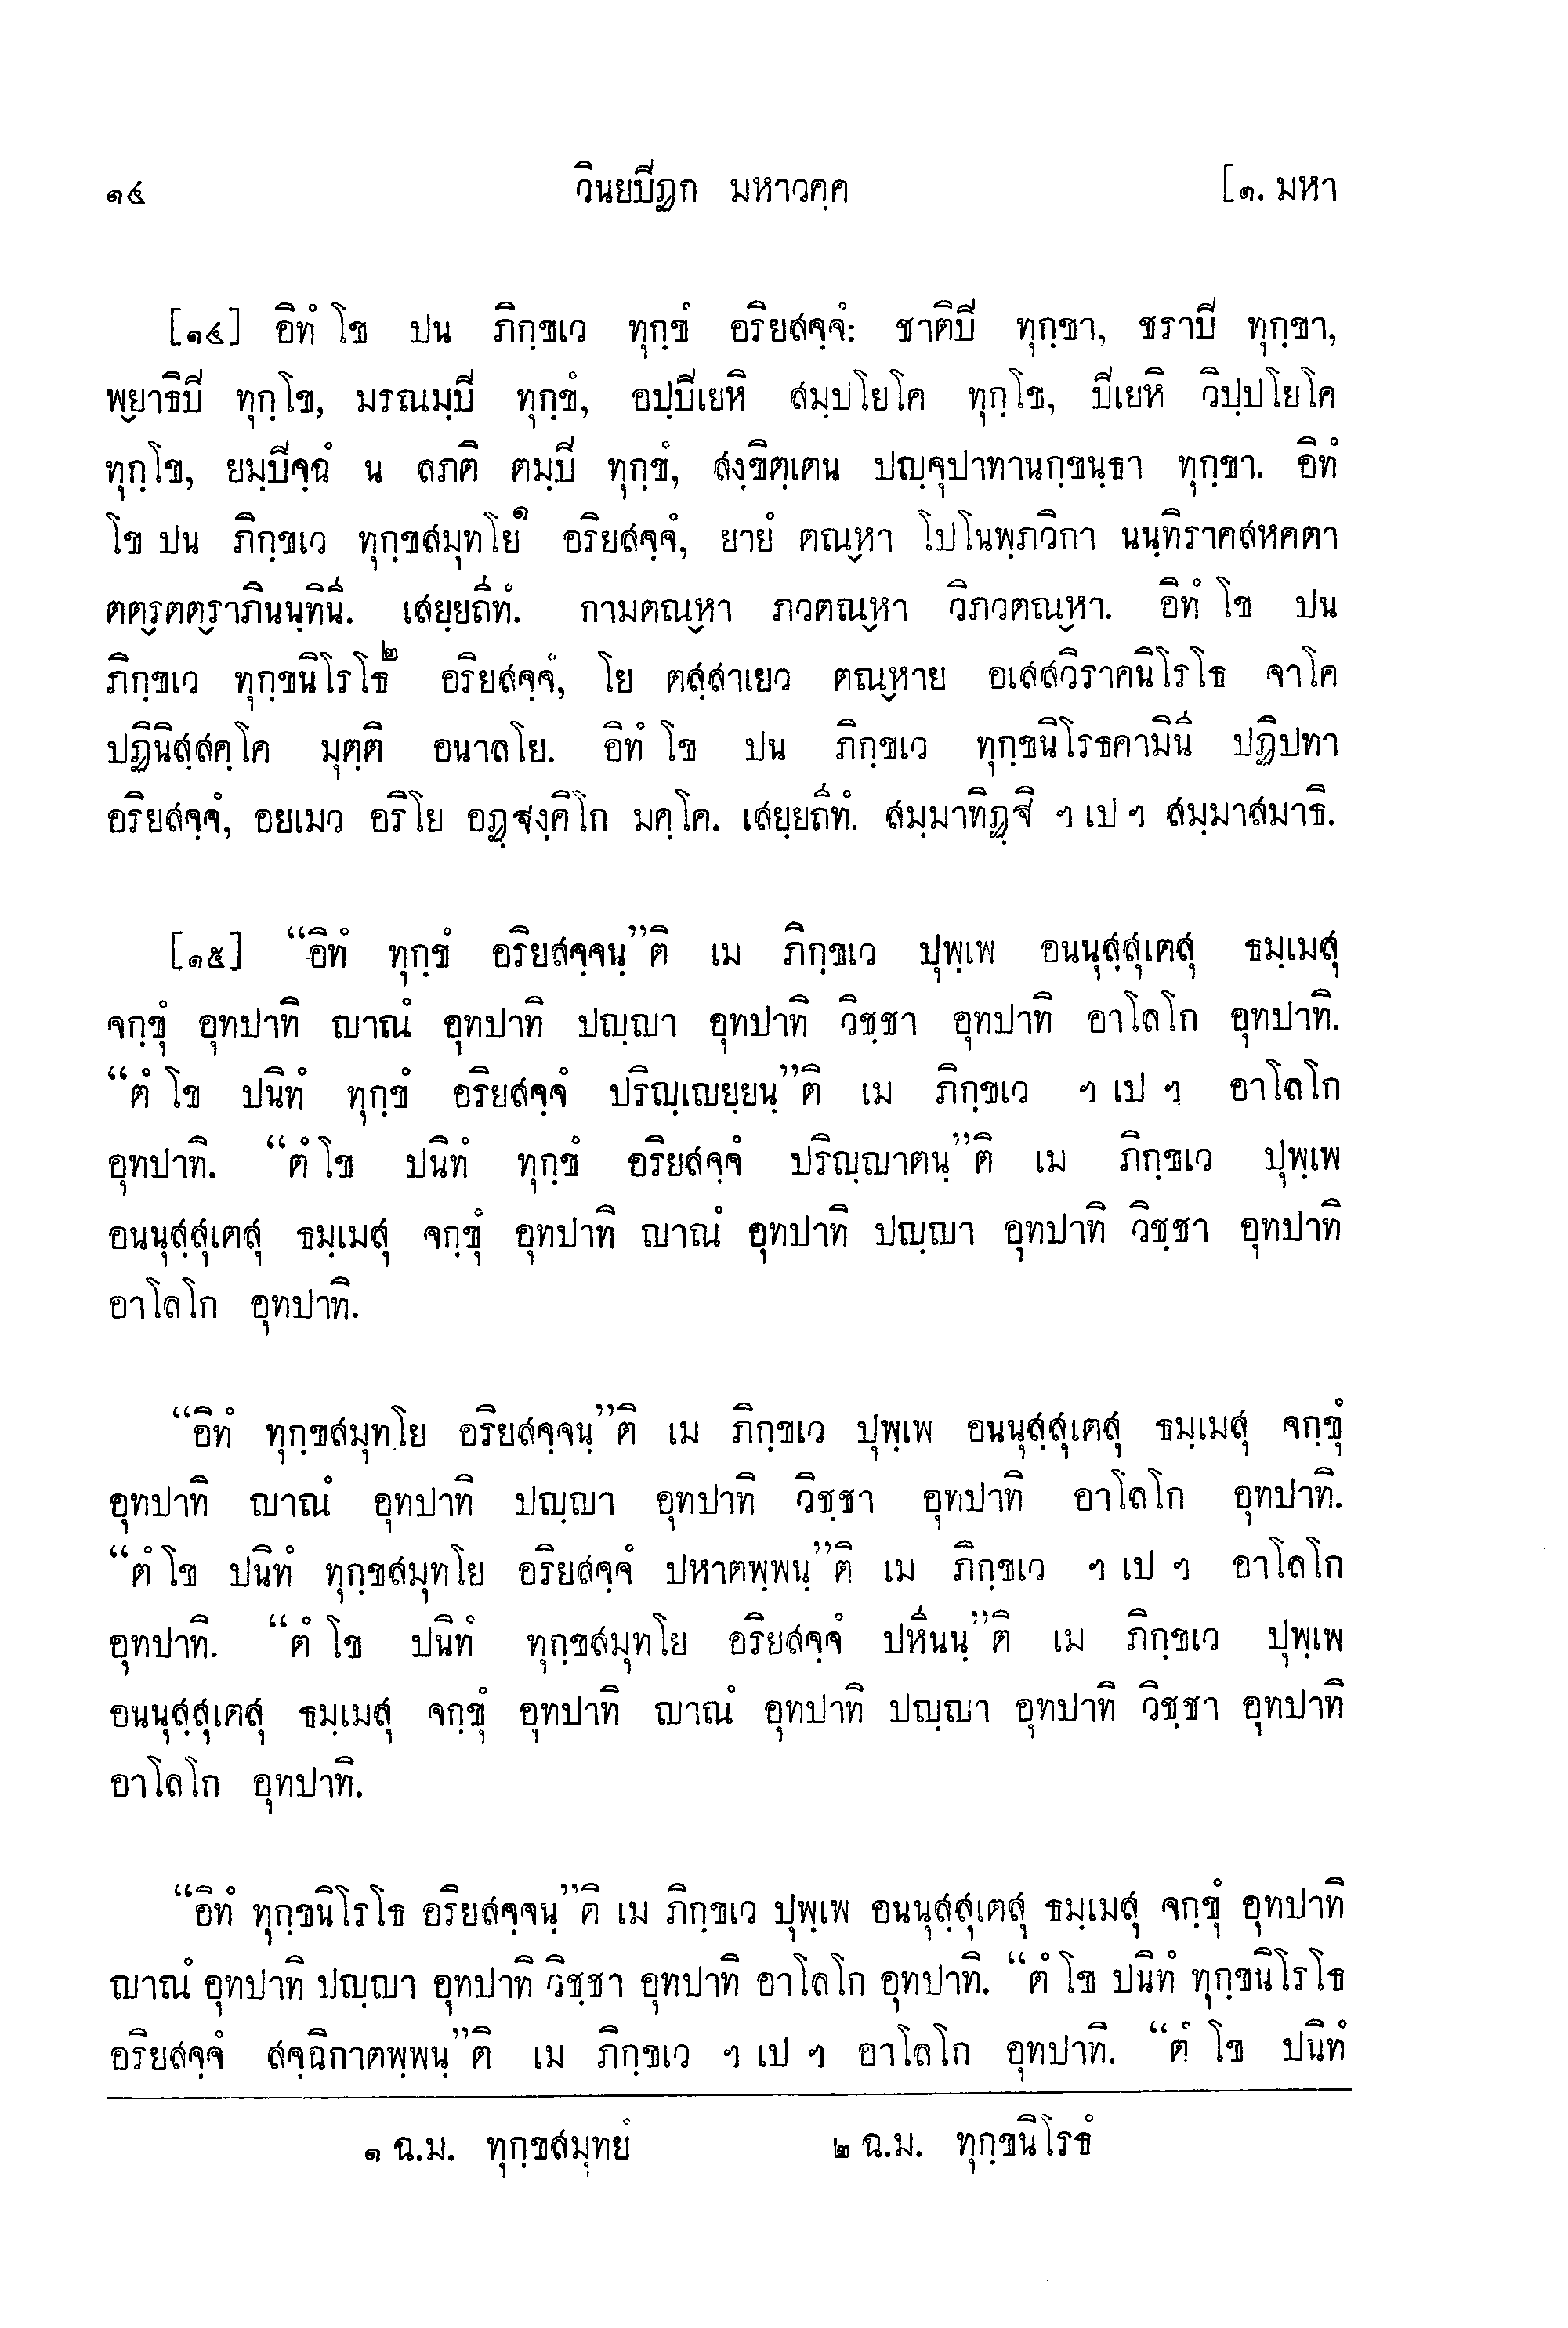 ๑๔ วินยปิฏก มหาวคฺค [๑. มหา
[๑๔] อิทํ โข ปน ภิกฺขเว ทุกฺขํ อริยสจฺจํ: ชาติปิ ทุกฺขา, ชราปิ ทุกฺขา,
พฺยาธิปิ ทุกฺโข, มรณมฺปิ ทุกฺขํ, อปฺปิเยหิ สมฺปโยโค ทุกฺโข, ปิเยหิ วิปฺปโยโค
ทุกฺโข, ยมฺปิจฺฉํ น ลภติ ตมฺปิ ทุกฺขํ, สงฺขิตฺเตน ปญฺจุปาทานกฺขนฺธา ทุกฺขา. อิทํ
โข ปน ภิกฺขเว ทุกฺขสมุทโย๑ อริยสจฺจํ, ยายํ ตณฺหา โปโนพฺภวิกา นนฺทิราคสหคตา
ตตฺรตตฺราภินนฺทินี. เสยฺยถีทํ. กามตณฺหา ภวตณฺหา วิภวตณฺหา. อิทํ โข ปน
ภิกฺขเว ทุกฺขนิโรโธ๒ อริยสจฺจํ, โย ตสฺสาเยว ตณฺหาย อเสสวิราคนิโรโธ จาโค
ปฏินิสฺสคฺโค มุตฺติ อนาลโย. อิทํ โข ปน ภิกฺขเว ทุกฺขนิโรธคามินี ปฏิปทา
อริยสจฺจํ, อยเมว อริโย อฏฺฐงฺคิโก มคฺโค. เสยฺยถีทํ. สมฺมาทิฏฺฐิ ฯ เป ฯ สมฺมาสมาธิ.
[๑๕] “อิทํ ทุกฺขํ อริยสจฺจนฺ”ติ เม ภิกฺขเว ปุพฺเพ อนนุสฺสุเตสุ ธมฺเมสุ
จกฺขุํ อุทปาทิ ญาณํ อุทปาทิ ปญฺญา อุทปาทิ วิชฺชา อุทปาทิ อาโลโก อุทปาทิ.
“ตํ โข ปนิทํ ทุกฺขํ อริยสจฺจํ ปริญฺเญยฺยนฺ”ติ เม ภิกฺขเว ฯ เป ฯ อาโลโก
อุทปาทิ. “ตํ โข ปนิทํ ทุกฺขํ อริยสจฺจํ ปริญฺญาตนฺ”ติ เม ภิกฺขเว ปุพฺเพ
อนนุสฺสุเตสุ ธมฺเมสุ จกฺขุํ อุทปาทิ ญาณํ อุทปาทิ ปญฺญา อุทปาทิ วิชฺชา อุทปาทิ
อาโลโก อุทปาทิ.
“อิทํ ทุกฺขสมุทโย อริยสจฺจนฺ”ติ เม ภิกฺขเว ปุพฺเพ อนนุสฺสุเตสุ ธมฺเมสุ จกฺขุํ
อุทปาทิ ญาณํ อุทปาทิ ปญฺญา อุทปาทิ วิชฺชา อุทปาทิ อาโลโก อุทปาทิ.
“ตํ โข ปนิทํ ทุกฺขสมุทโย อริยสจฺจํ ปหาตพฺพนฺ”ติ เม ภิกฺขเว ฯ เป ฯ อาโลโก
อุทปาทิ. “ตํ โข ปนิทํ ทุกฺขสมุทโย อริยสจฺจํ ปหีนนฺ”ติ เม ภิกฺขเว ปุพฺเพ
อนนุสฺสุเตสุ ธมฺเมสุ จกฺขุํ อุทปาทิ ญาณํ อุทปาทิ ปญฺญา อุทปาทิ วิชฺชา อุทปาทิ
อาโลโก อุทปาทิ.
“อิทํ ทุกฺขนิโรโธ อริยสจฺจนฺ”ติ เม ภิกฺขเว ปุพฺเพ อนนุสฺสุเตสุ ธมฺเมสุ จกฺขุํ อุทปาทิ
ญาณํ อุทปาทิ ปญฺญา อุทปาทิ วิชฺชา อุทปาทิ อาโลโก อุทปาทิ. “ตํ โข ปนิทํ ทุกฺขนิโรโธ
อริยสจฺจํ สจฺฉิกาตพฺพนฺ”ติ เม ภิกฺขเว ฯ เป ฯ อาโลโก อุทปาทิ. “ตํ โข ปนิทํ
๑ ฉ.ม. ทุกฺขสมุทยํ ๒ ฉ.ม. ทุกฺขนิโรธํ